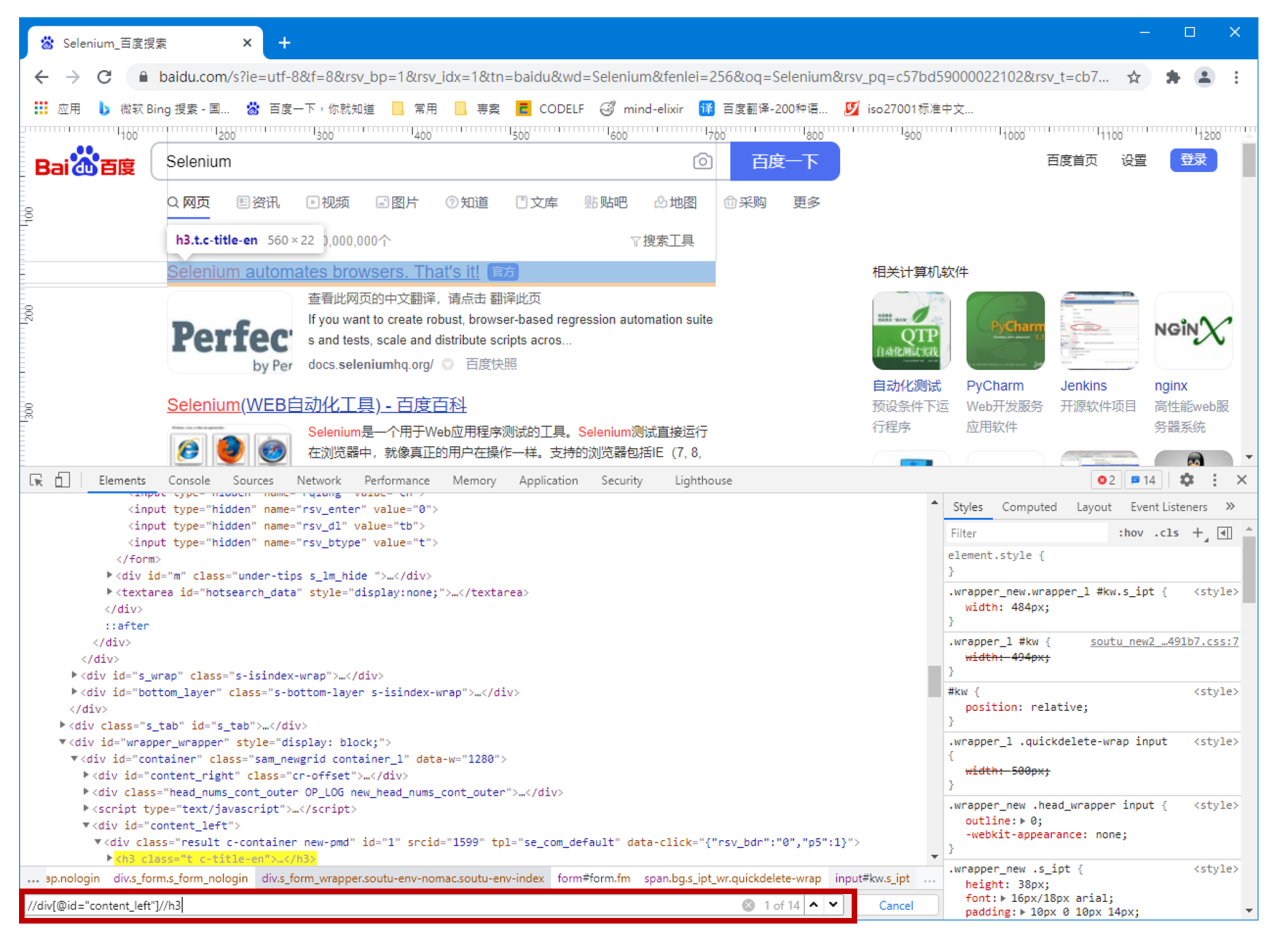 Selenium_百度搜索
baidu.com/s?ie=utf-8&f=8&rsv_bp=1&rsv_idx=1&tn=baidu&wd=Selenium&fenlei=256&oq=Selenium&rsv_pq=c57bd59000022102&rsv_t=cb7...
应用 微软 Bing 搜索 - 国... 百度一下，你就知道 常用 專案 CODELF mind-elixir 百度翻译-200种语... iso27001标准中文...
100 200 300 400 500 600 700 800 900 1000 1100 1200
Bai du 百度 Selenium 百度一下 百度首页 设置 登录
网页 资讯 视频 图片 知道 文库 贴吧 地图 采购 更多
100
h3.t.c-title-en 560 × 22 0,000,000个 搜索工具
Selenium automates browsers. That's it! 官方
相关计算机软件
查看此网页的中文翻译，请点击 翻译此页
200
If you want to create robust, browser-based regression automation suite
s and tests, scale and distribute scripts acros...
docs.seleniumhq.org/ 百度快照
Perfec
by Per
QTP
自动化测试实践
PyCharm
NGiNX
自动化测试 PyCharm Jenkins nginx
预设条件下运 Web开发服务 开源软件项目 高性能web服
行程序 应用软件 务器系统
300
Selenium(WEB自动化工具) - 百度百科
Selenium是一个用于Web应用程序测试的工具。Selenium测试直接运行
在浏览器中，就像真正的用户在操作一样。支持的浏览器包括IE（7, 8,
Elements Console Sources Network Performance Memory Application Security Lighthouse 2 14
<input type="hidden" name="rqlang" value="cn">
<input type="hidden" name="rsv_enter" value="0">
<input type="hidden" name="rsv_dl" value="tb">
<input type="hidden" name="rsv_btype" value="t">
</form>
<div id="m" class="under-tips s_lm_hide ">…</div>
<textarea id="hotsearch_data" style="display:none;">…</textarea>
</div>
::after
</div>
</div>
<div id="s_wrap" class="s-isindex-wrap">…</div>
<div id="bottom_layer" class="s-bottom-layer s-isindex-wrap">…</div>
</div>
<div class="s_tab" id="s_tab">…</div>
<div id="wrapper_wrapper" style="display: block;">
<div id="container" class="sam_newgrid container_l" data-w="1280">
<div id="content_right" class="cr-offset">…</div>
<div class="head_nums_cont_outer OP_LOG new_head_nums_cont_outer">…</div>
<script type="text/javascript">…</script>
<div id="content_left">
<div class="result c-container new-pmd" id="1" srcid="1599" tpl="se_com_default" data-click="{"rsv_bdr":"0","p5":1}">
<h3 class="t c-title-en">…</h3>
... ap.nologin div.s_form.s_form_nologin div.s_form_wrapper.soutu-env-nomac.soutu-env-index form#form.fm span.bg.s_ipt_wr.quickdelete-wrap input#kw.s_ipt ...
//div[@id="content_left"]//h3 1 of 14 Cancel
Styles Computed Layout Event Listeners
Filter :hov .cls
element.style {
}
.wrapper_new.wrapper_l #kw.s_ipt { <style>
width: 484px;
}
.wrapper_l #kw { soutu_new2_…491b7.css:7
width: 494px;
}
#kw { <style>
position: relative;
}
.wrapper_l .quickdelete-wrap input <style>
{
width: 500px;
}
.wrapper_new .head_wrapper input { <style>
outline: 0;
-webkit-appearance: none;
}
.wrapper_new .s_ipt { <style>
height: 38px;
font: 16px/18px arial;
padding: 10px 0 10px 14px;